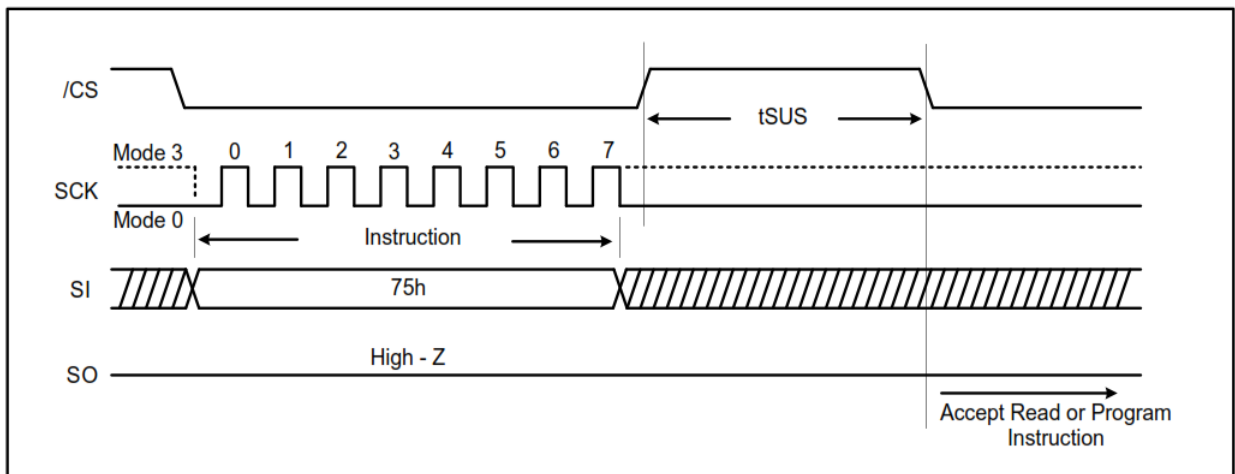 /CS
tSUS
Mode 3
0 1 2 3 4 5 6 7
SCK
Mode 0
Instruction
SI
75h
High - Z
SO
Accept Read or Program
Instruction